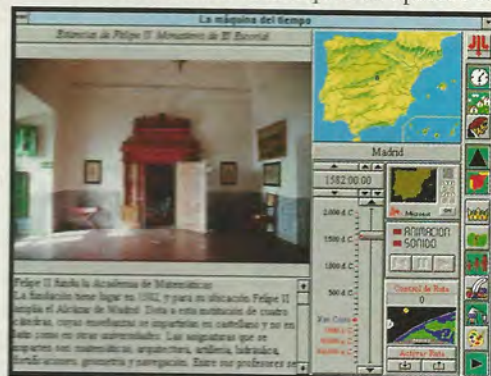 La máquina del tiempo
Estancias de Felipe II. Monasterio de El Escorial
Madrid
1582:00:00
2.000 d. C.
1500 d. C.
1000 d. C.
500 d. C.
ANIMACION
SONIDO
Control de Ruta
0
Activar Ruta
Felipe II funda la Academia de Matemáticas
La fundación tiene lugar en 1582, y para su ubicación Felipe II
amplía el Alcázar de Madrid. Dota a esta institución de cuatro
cátedras, cuyas enseñanzas se impartirán en castellano y no en
latín como en otras universidades. Las asignaturas que se
imparten son matemáticas, arquitectura, artillería, hidráulica,
fortificaciones, geometría y navegación. Entre sus profesores se